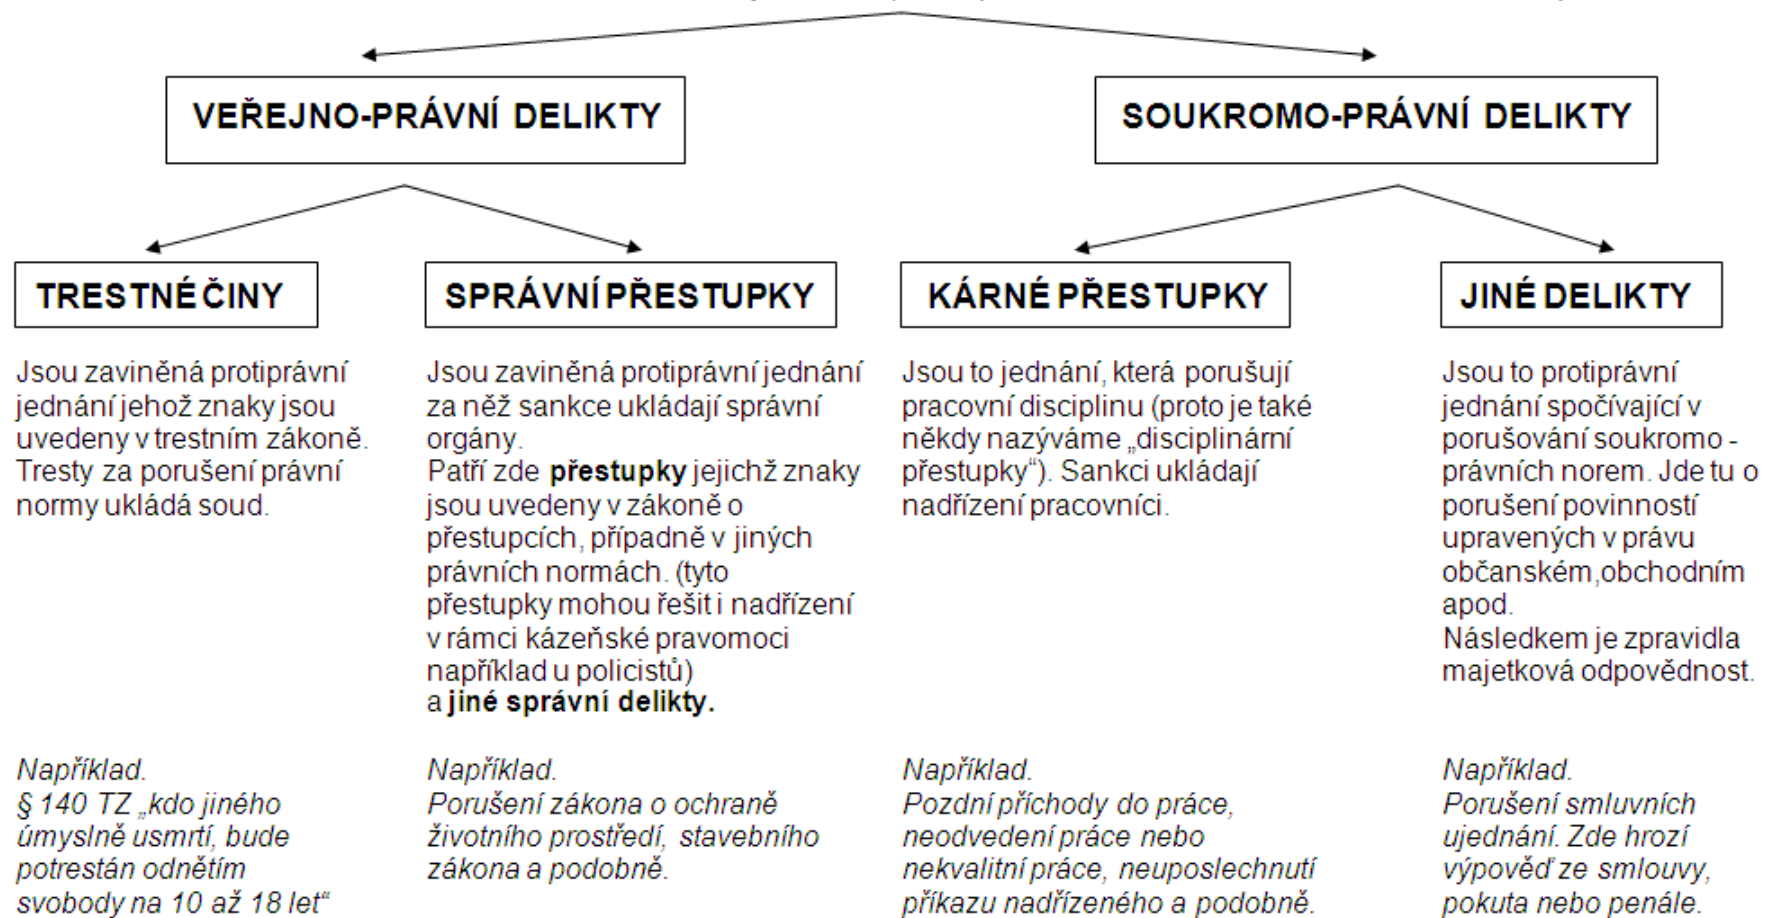 VEŘEJNO-PRÁVNÍ DELIKTY
SOUKROMO-PRÁVNÍ DELIKTY
TRESTNÉ ČINY
SPRÁVNÍ PŘESTUPKY
KÁRNÉ PŘESTUPKY
JINÉ DELIKTY
Jsou zaviněná protiprávní
jednání jehož znaky jsou
uvedeny v trestním zákoně.
Tresty za porušení právní
normy ukládá soud.
Jsou zaviněná protiprávní jednání
za něž sankce ukládají správní
orgány.
Patří zde přestupky jejichž znaky
jsou uvedeny v zákoně o
přestupcích, případně v jiných
právních normách. (tyto
přestupky mohou řešit i nadřízení
v rámci kázeňské pravomoci
například u policistů)
a jiné správní delikty.
Jsou to jednání, která porušují
pracovní disciplinu (proto je také
někdy nazýváme „disciplinární
přestupky“). Sankci ukládají
nadřízení pracovníci.
Jsou to protiprávní
jednání spočívající v
porušování soukromo -
právních norem. Jde tu o
porušení povinností
upravených v právu
občanském,obchodním
apod.
Následkem je zpravidla
majetková odpovědnost.
Například.
§ 140 TZ „kdo jiného
úmyslně usmrtí, bude
potrestán odnětím
svobody na 10 až 18 let“
Například.
Porušení zákona o ochraně
životního prostředí, stavebního
zákona a podobně.
Například.
Pozdní příchody do práce,
neodvedení práce nebo
nekvalitní práce, neuposlechnutí
příkazu nadřízeného a podobně.
Například.
Porušení smluvních
ujednání. Zde hrozí
výpověď ze smlouvy,
pokuta nebo penále.